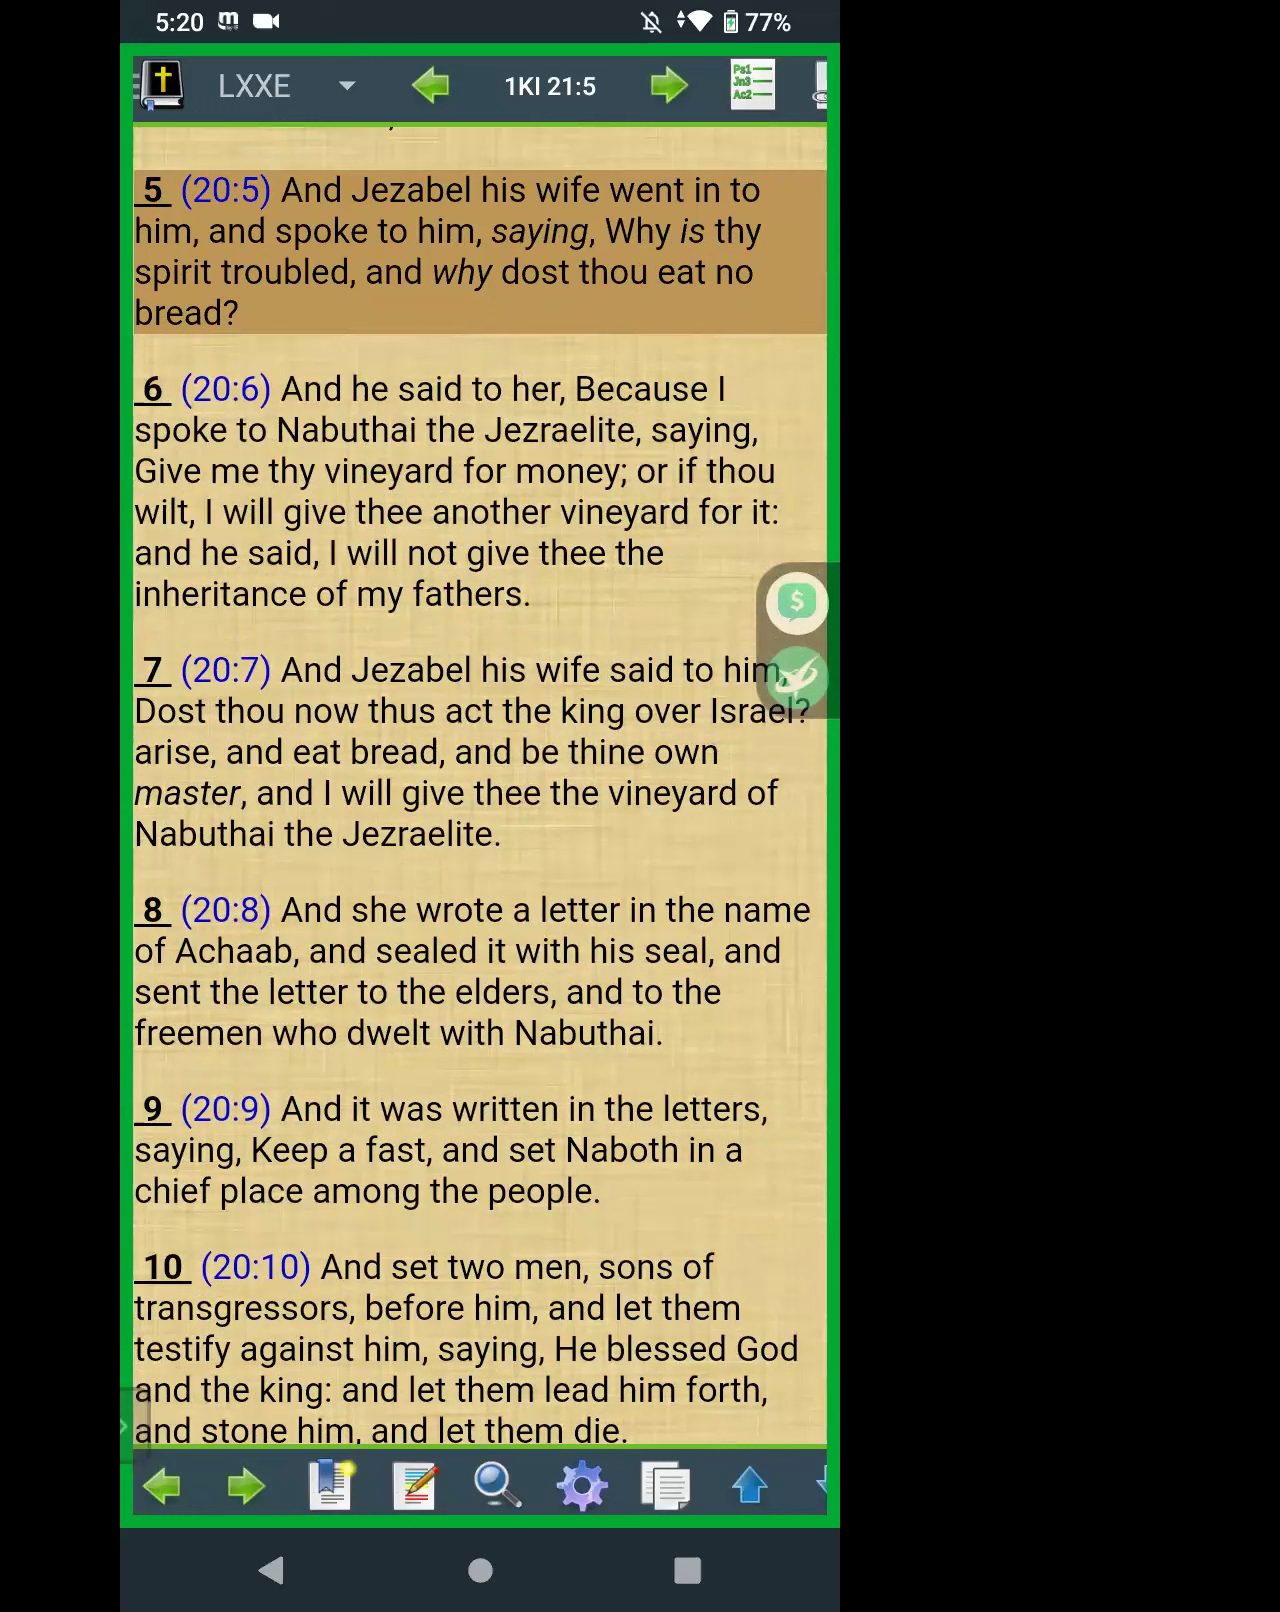 5:20
77%
LXXE
1KI 21:5
Ps1
Jn3
Ac2
5 (20:5) And Jezabel his wife went in to
him, and spoke to him, saying, Why is thy
spirit troubled, and why dost thou eat no
bread?
6 (20:6) And he said to her, Because I
spoke to Nabuthai the Jezraelite, saying,
Give me thy vineyard for money; or if thou
wilt, I will give thee another vineyard for it:
and he said, I will not give thee the
inheritance of my fathers.
7 (20:7) And Jezabel his wife said to him,
Dost thou now thus act the king over Israel?
arise, and eat bread, and be thine own
master, and I will give thee the vineyard of
Nabuthai the Jezraelite.
8 (20:8) And she wrote a letter in the name
of Achaab, and sealed it with his seal, and
sent the letter to the elders, and to the
freemen who dwelt with Nabuthai.
9 (20:9) And it was written in the letters,
saying, Keep a fast, and set Naboth in a
chief place among the people.
10 (20:10) And set two men, sons of
transgressors, before him, and let them
testify against him, saying, He blessed God
and the king: and let them lead him forth,
and stone him, and let them die.